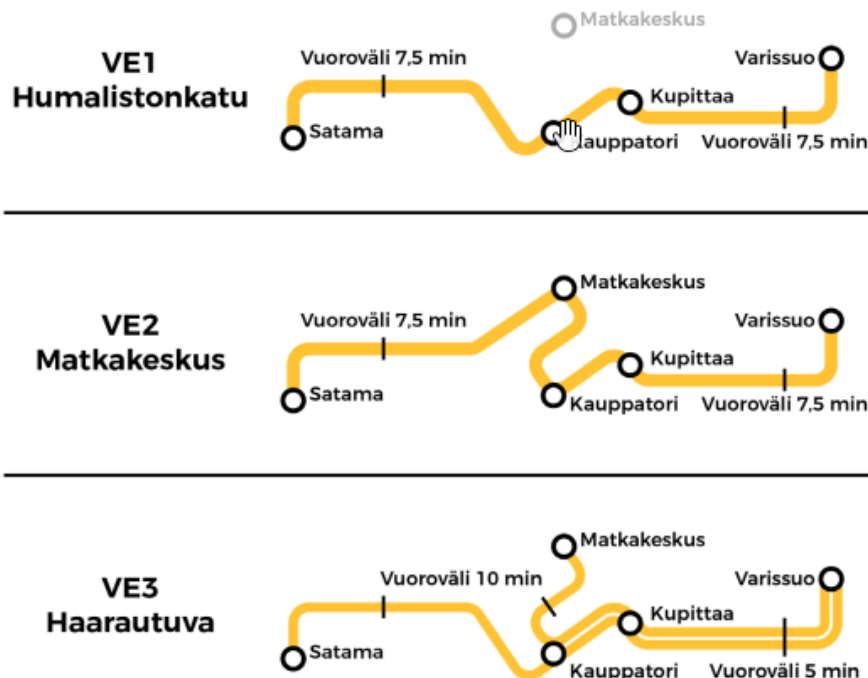 Matkakeskus
VE1
Humalistonkatu
Vuoroväli 7,5 min
Varissuo
Satama
Kupittaa
auppatori
Vuoroväli 7,5 min
VE2
Matkakeskus
Matkakeskus
Vuoroväli 7,5 min
Varissuo
Satama
Kupittaa
Kauppatori
Vuoroväli 7,5 min
VE3
Haarautuva
Matkakeskus
Vuoroväli 10 min
Varissuo
Satama
Kupittaa
Kauppatori
Vuoroväli 5 min